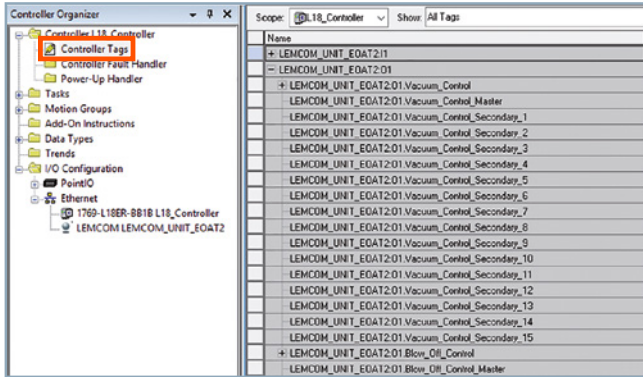 Controller Organizer
Controller L18_Controller
Controller Tags
Controller Fault Handler
Power-Up Handler
Tasks
Motion Groups
Add-On Instructions
Data Types
Trends
I/O Configuration
PointIO
Ethernet
1769-L18ER-BB1B L18_Controller
LEMCOM LEMCOM_UNIT_EOAT2
Scope: L18_Controller Show: All Tags
Name
LEMCOM_UNIT_EOAT2:I1
LEMCOM_UNIT_EOAT2:O1
LEMCOM_UNIT_EOAT2:O1.Vacuum_Control
LEMCOM_UNIT_EOAT2:O1.Vacuum_Control_Master
LEMCOM_UNIT_EOAT2:O1.Vacuum_Control_Secondary_1
LEMCOM_UNIT_EOAT2:O1.Vacuum_Control_Secondary_2
LEMCOM_UNIT_EOAT2:O1.Vacuum_Control_Secondary_3
LEMCOM_UNIT_EOAT2:O1.Vacuum_Control_Secondary_4
LEMCOM_UNIT_EOAT2:O1.Vacuum_Control_Secondary_5
LEMCOM_UNIT_EOAT2:O1.Vacuum_Control_Secondary_6
LEMCOM_UNIT_EOAT2:O1.Vacuum_Control_Secondary_7
LEMCOM_UNIT_EOAT2:O1.Vacuum_Control_Secondary_8
LEMCOM_UNIT_EOAT2:O1.Vacuum_Control_Secondary_9
LEMCOM_UNIT_EOAT2:O1.Vacuum_Control_Secondary_10
LEMCOM_UNIT_EOAT2:O1.Vacuum_Control_Secondary_11
LEMCOM_UNIT_EOAT2:O1.Vacuum_Control_Secondary_12
LEMCOM_UNIT_EOAT2:O1.Vacuum_Control_Secondary_13
LEMCOM_UNIT_EOAT2:O1.Vacuum_Control_Secondary_14
LEMCOM_UNIT_EOAT2:O1.Vacuum_Control_Secondary_15
LEMCOM_UNIT_EOAT2:O1.Blow_Off_Control
LEMCOM_UNIT_EOAT2:O1.Blow_Off_Control_Master